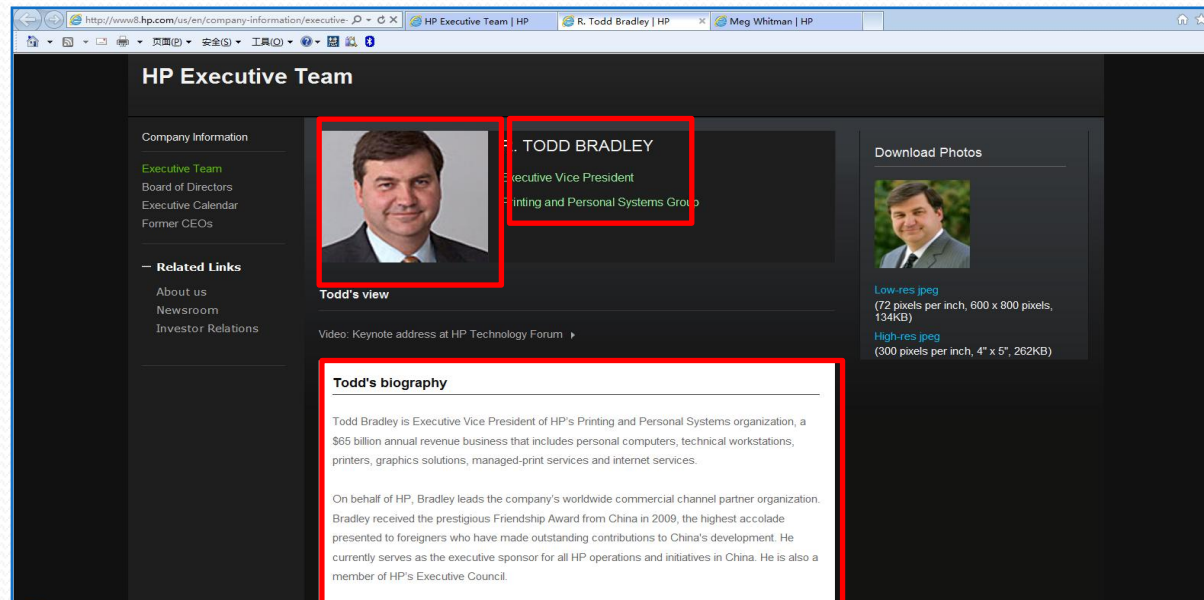 http://www8.hp.com/us/en/company-information/executive-
HP Executive Team | HP
R. Todd Bradley | HP
Meg Whitman | HP
页面(P)
安全(S)
工具(O)
HP Executive Team
Company Information
Executive Team
Board of Directors
Executive Calendar
Former CEOs
— Related Links
About us
Newsroom
Investor Relations
R. TODD BRADLEY
Executive Vice President
Printing and Personal Systems Group
Todd's view
Video: Keynote address at HP Technology Forum
Todd's biography
Todd Bradley is Executive Vice President of HP's Printing and Personal Systems organization, a
$65 billion annual revenue business that includes personal computers, technical workstations,
printers, graphics solutions, managed-print services and internet services.
On behalf of HP, Bradley leads the company's worldwide commercial channel partner organization.
Bradley received the prestigious Friendship Award from China in 2009, the highest accolade
presented to foreigners who have made outstanding contributions to China's development. He
currently serves as the executive sponsor for all HP operations and initiatives in China. He is also a
member of HP's Executive Council.
Download Photos
Low-res jpeg
(72 pixels per inch, 600 x 800 pixels,
134KB)
High-res jpeg
(300 pixels per inch, 4" x 5", 262KB)